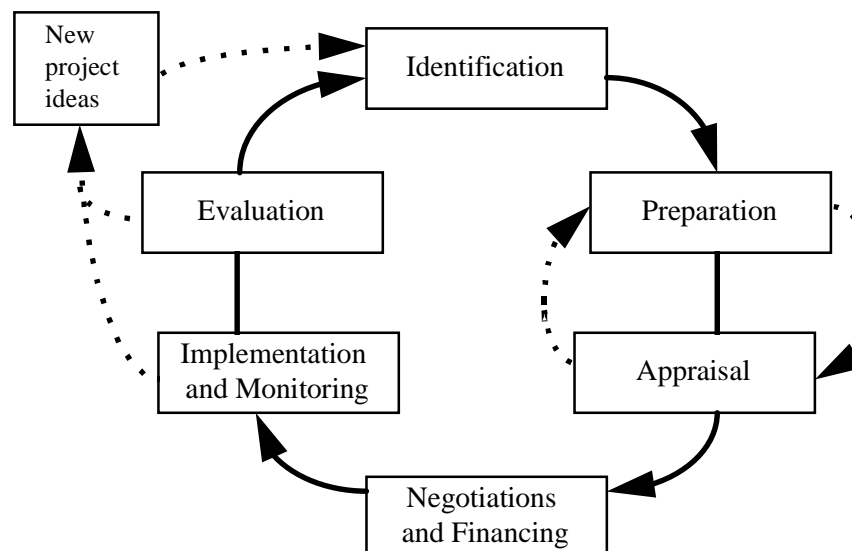 New
project
ideas
Identification
Evaluation
Preparation
Implementation
and Monitoring
Appraisal
Negotiations
and Financing